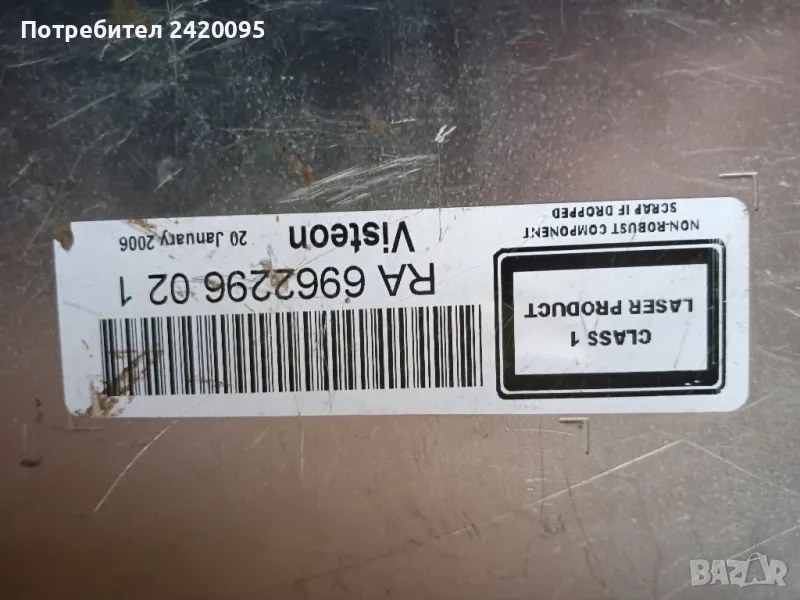 Потребител 2420095
CLASS 1
LASER PRODUCT
NON-ROBUST COMPONENT
SCRAP IF DROPPED
RA 6962296 02 1
Visteon
20 January 2006
BAZAR